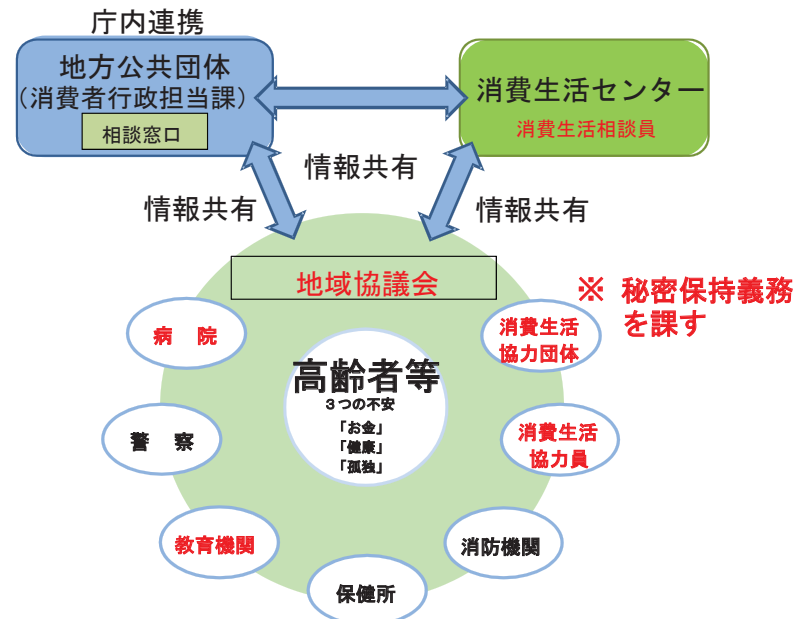 庁内連携
地方公共団体
(消費者行政担当課)
相談窓口
消費生活センター
消費生活相談員
情報共有
情報共有
情報共有
地域協議会
※ 秘密保持義務
を課す
病 院
消費生活
協力団体
高齢者等
3つの不安
「お金」
「健康」
「孤独」
警 察
消費生活
協力員
教育機関
消防機関
保健所